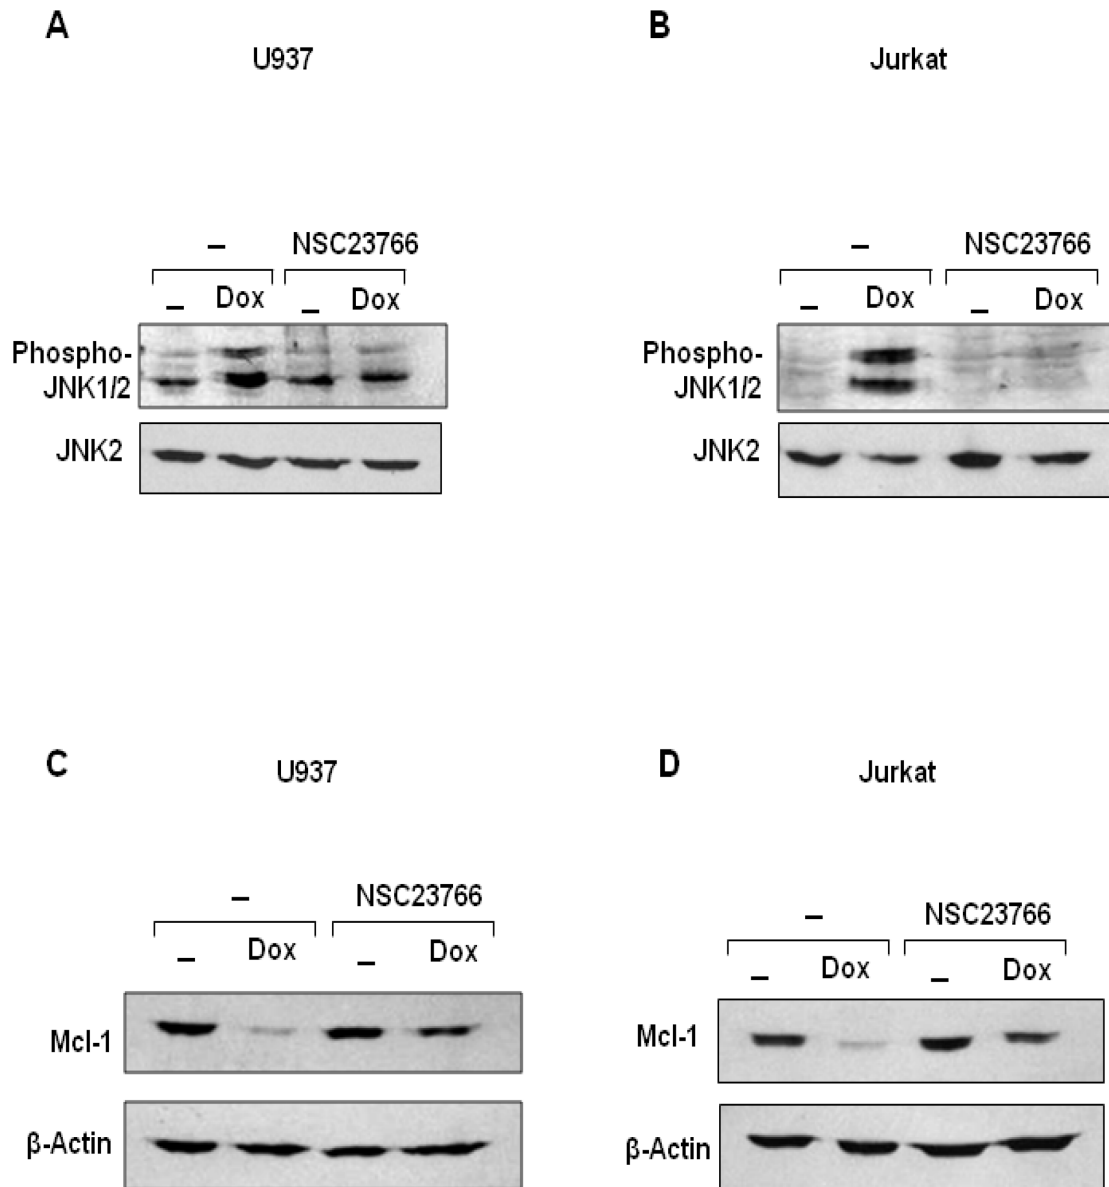 A
U937
– NSC23766
– Dox – Dox
Phospho-
JNK1/2
JNK2
B
Jurkat
– NSC23766
– Dox – Dox
Phospho-
JNK1/2
JNK2
C
U937
– NSC23766
– Dox – Dox
Mcl-1
β-Actin
D
Jurkat
– NSC23766
– Dox – Dox
Mcl-1
β-Actin